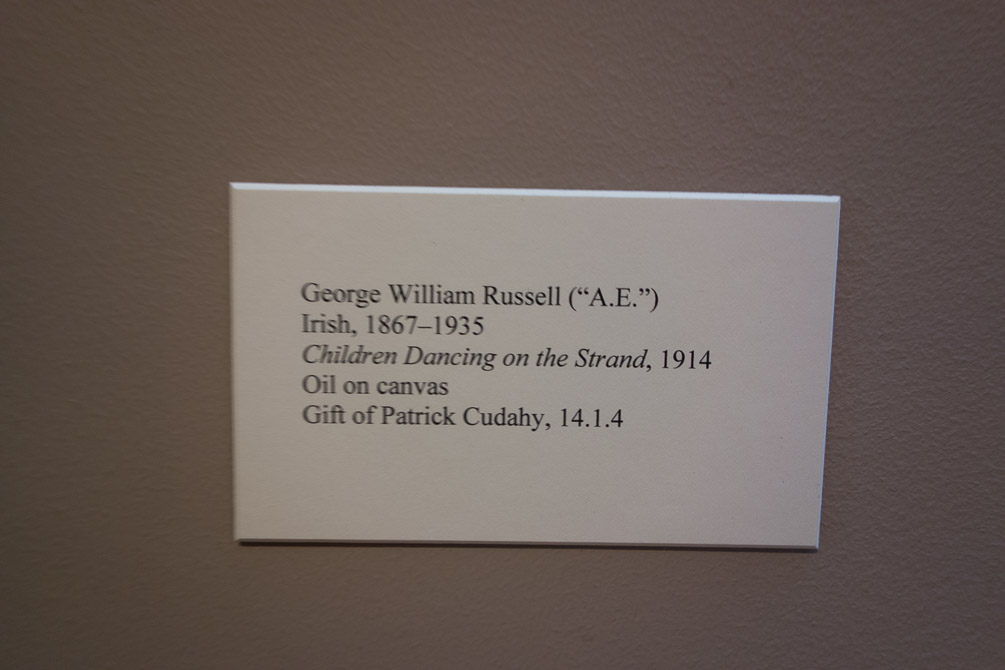 George William Russell (“A.E.”)
Irish, 1867–1935
Children Dancing on the Strand, 1914
Oil on canvas
Gift of Patrick Cudahy, 14.1.4